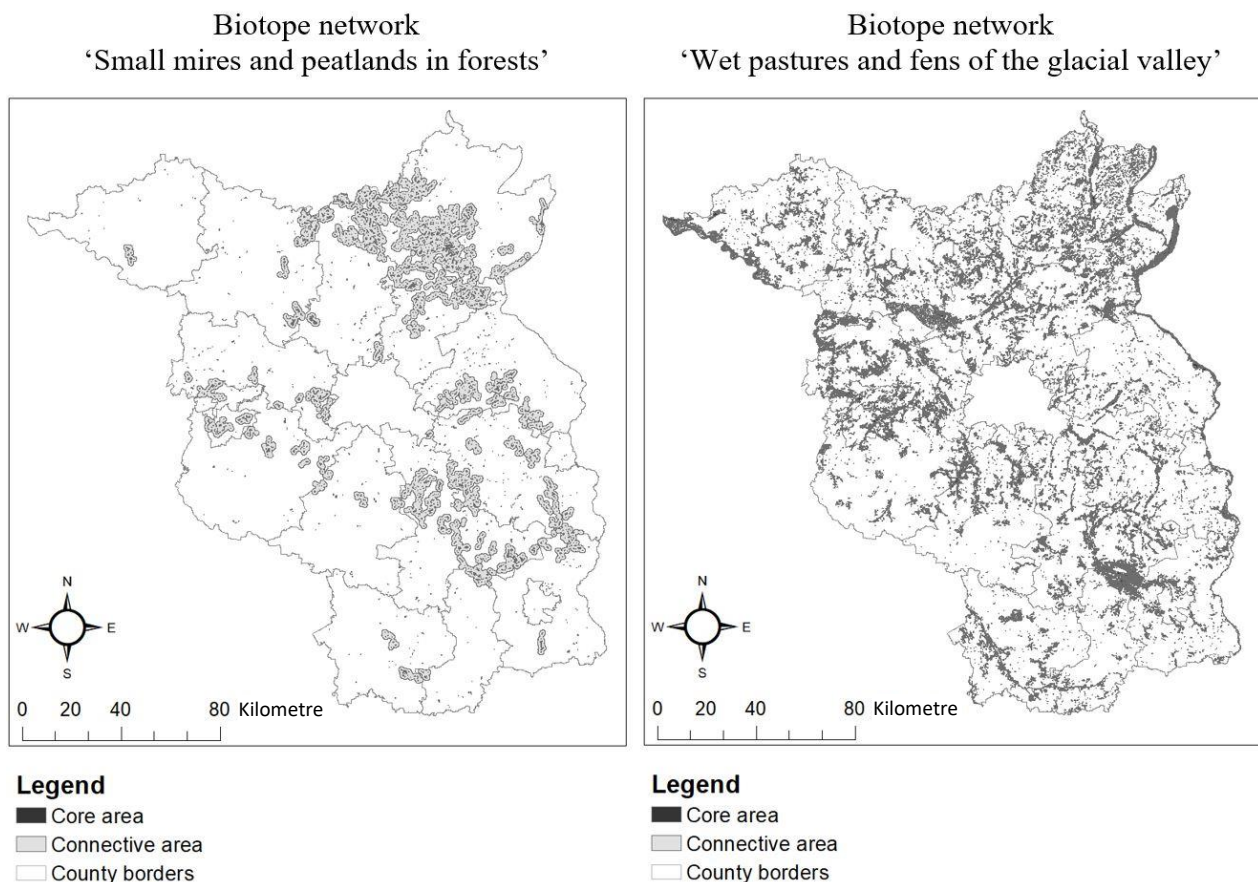 Biotope network
‘Small mires and peatlands in forests’
N
W E
S
0 20 40 80 Kilometre
Legend
Core area
Connective area
County borders
Biotope network
‘Wet pastures and fens of the glacial valley’
N
W E
S
0 20 40 80 Kilometre
Legend
Core area
Connective area
County borders